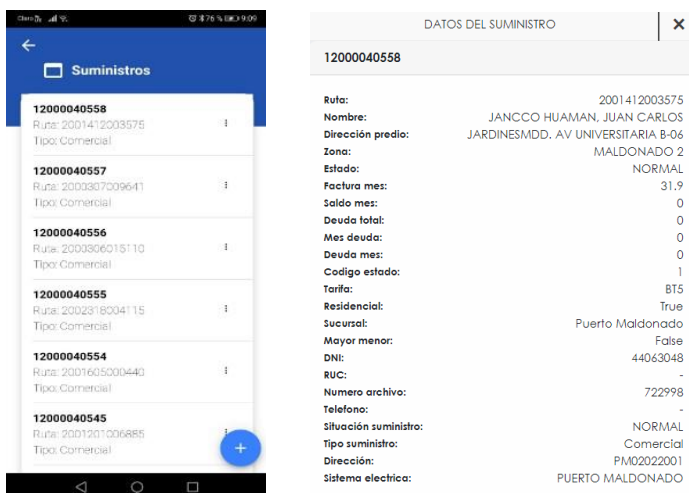 Claro 76 % 9:09
Suministros
12000040558
Ruta: 2001412003575
Tipo: Comercial
12000040557
Ruta: 2000307009641
Tipo: Comercial
12000040556
Ruta: 2000306015110
Tipo: Comercial
12000040555
Ruta: 2002318004115
Tipo: Comercial
12000040554
Ruta: 2001605000440
Tipo: Comercial
12000040545
Ruta: 2001201006885
Tipo: Comercial
DATOS DEL SUMINISTRO
12000040558
Ruta: 2001412003575
Nombre: JANCCO HUAMAN, JUAN CARLOS
Dirección predio: JARDINESMDD. AV UNIVERSITARIA B-06
Zona: MALDONADO 2
Estado: NORMAL
Factura mes: 31.9
Saldo mes: 0
Deuda total: 0
Mes deuda: 0
Deuda mes: 0
Codigo estado: 1
Tarifa: BT5
Residencial: True
Sucursal: Puerto Maldonado
Mayor menor: False
DNI: 44063048
RUC: -
Numero archivo: 722998
Telefono: -
Situación suministro: NORMAL
Tipo suministro: Comercial
Dirección: PM02022001
Sistema electrica: PUERTO MALDONADO